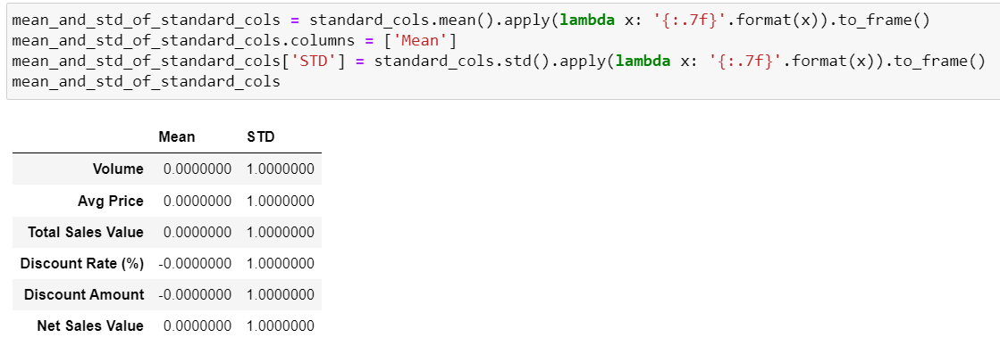 mean_and_std_of_standard_cols = standard_cols.mean().apply(lambda x: '{:.7f}'.format(x)).to_frame()
mean_and_std_of_standard_cols.columns = ['Mean']
mean_and_std_of_standard_cols['STD'] = standard_cols.std().apply(lambda x: '{:.7f}'.format(x)).to_frame()
mean_and_std_of_standard_cols
Mean STD
Volume 0.0000000 1.0000000
Avg Price 0.0000000 1.0000000
Total Sales Value 0.0000000 1.0000000
Discount Rate (%) -0.0000000 1.0000000
Discount Amount -0.0000000 1.0000000
Net Sales Value 0.0000000 1.0000000